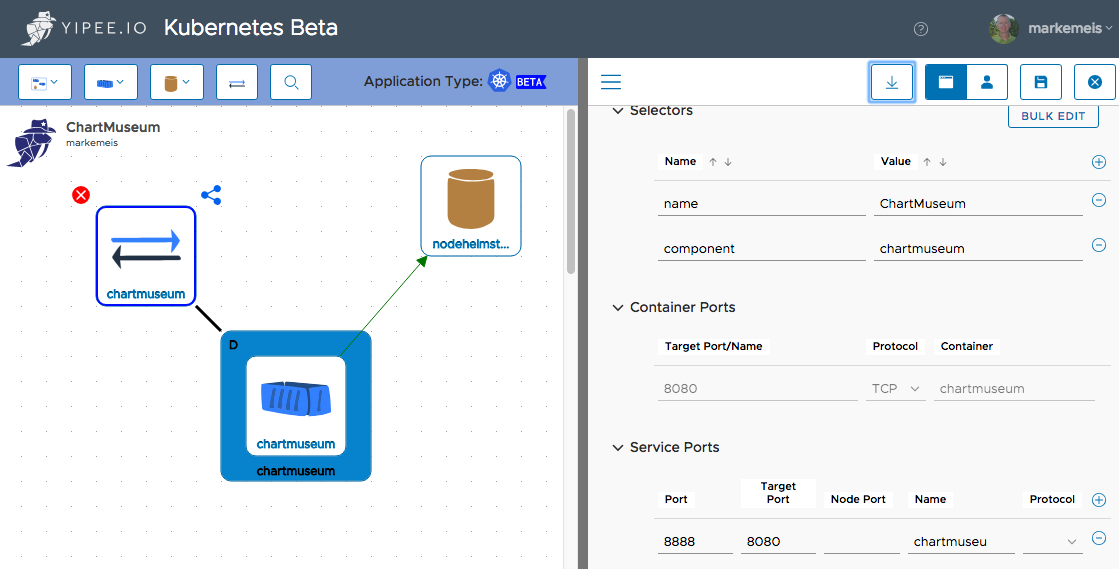 YIPEE.IO Kubernetes Beta
? markemeis
Application Type: BETA
ChartMuseum
markemeis
nodehelmst...
chartmuseum
D
chartmuseum
chartmuseum
Selectors
BULK EDIT
Name Value
name ChartMuseum
component chartmuseum
Container Ports
Target Port/Name Protocol Container
8080 TCP chartmuseum
Service Ports
Port Target Port Node Port Name Protocol
8888 8080 chartmuseu